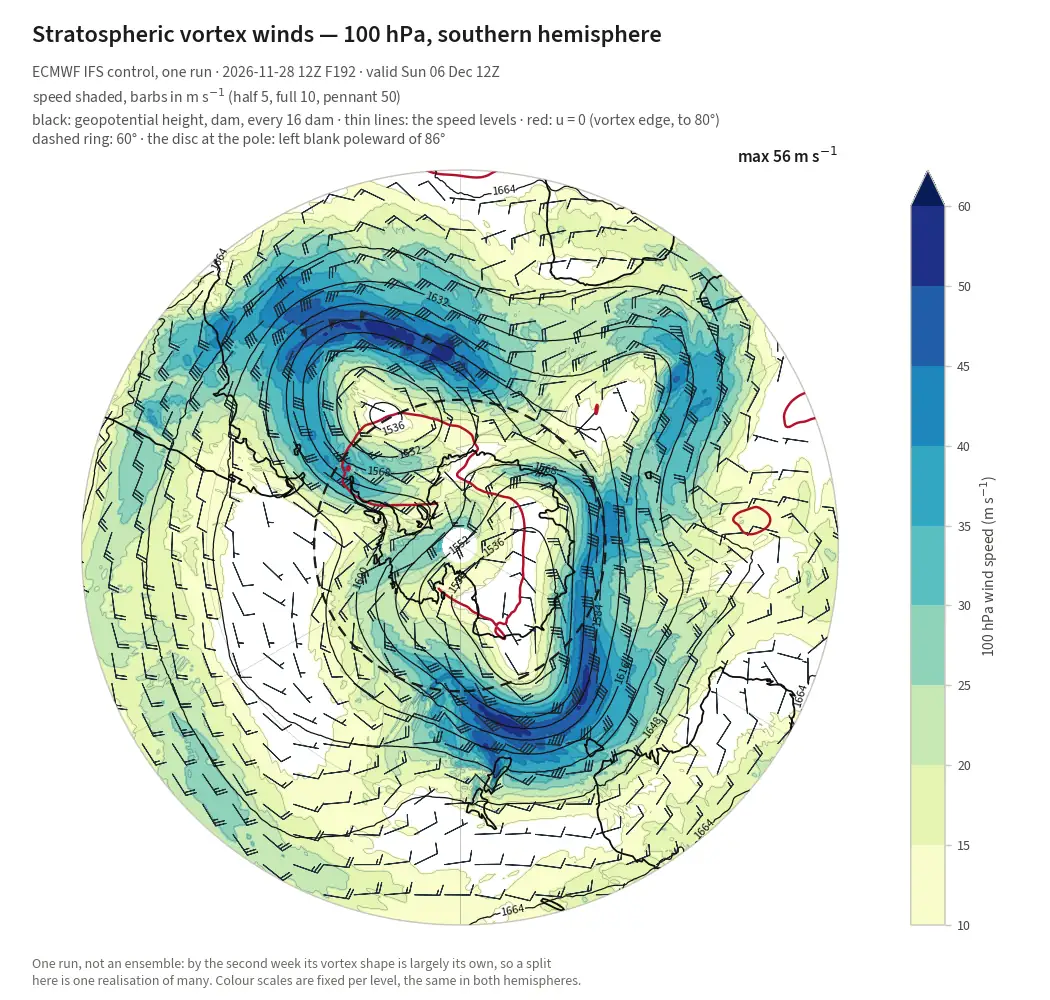 Stratospheric vortex winds — 100 hPa, southern hemisphere
ECMWF IFS control, one run · 2026-11-28 12Z F192 · valid Sun 06 Dec 12Z
speed shaded, barbs in m s⁻¹ (half 5, full 10, pennant 50)
black: geopotential height, dam, every 16 dam · thin lines: the speed levels · red: u = 0 (vortex edge, to 80°)
dashed ring: 60° · the disc at the pole: left blank poleward of 86°
max 56 m s⁻¹
1664
1664
1632
1536
1552
1568
1568
1552
1536
1600
1584
1616
1648
1664
1664
1664
60
50
45
40
35
30
25
20
15
10
100 hPa wind speed (m s⁻¹)
One run, not an ensemble: by the second week its vortex shape is largely its own, so a split
here is one realisation of many. Colour scales are fixed per level, the same in both hemispheres.